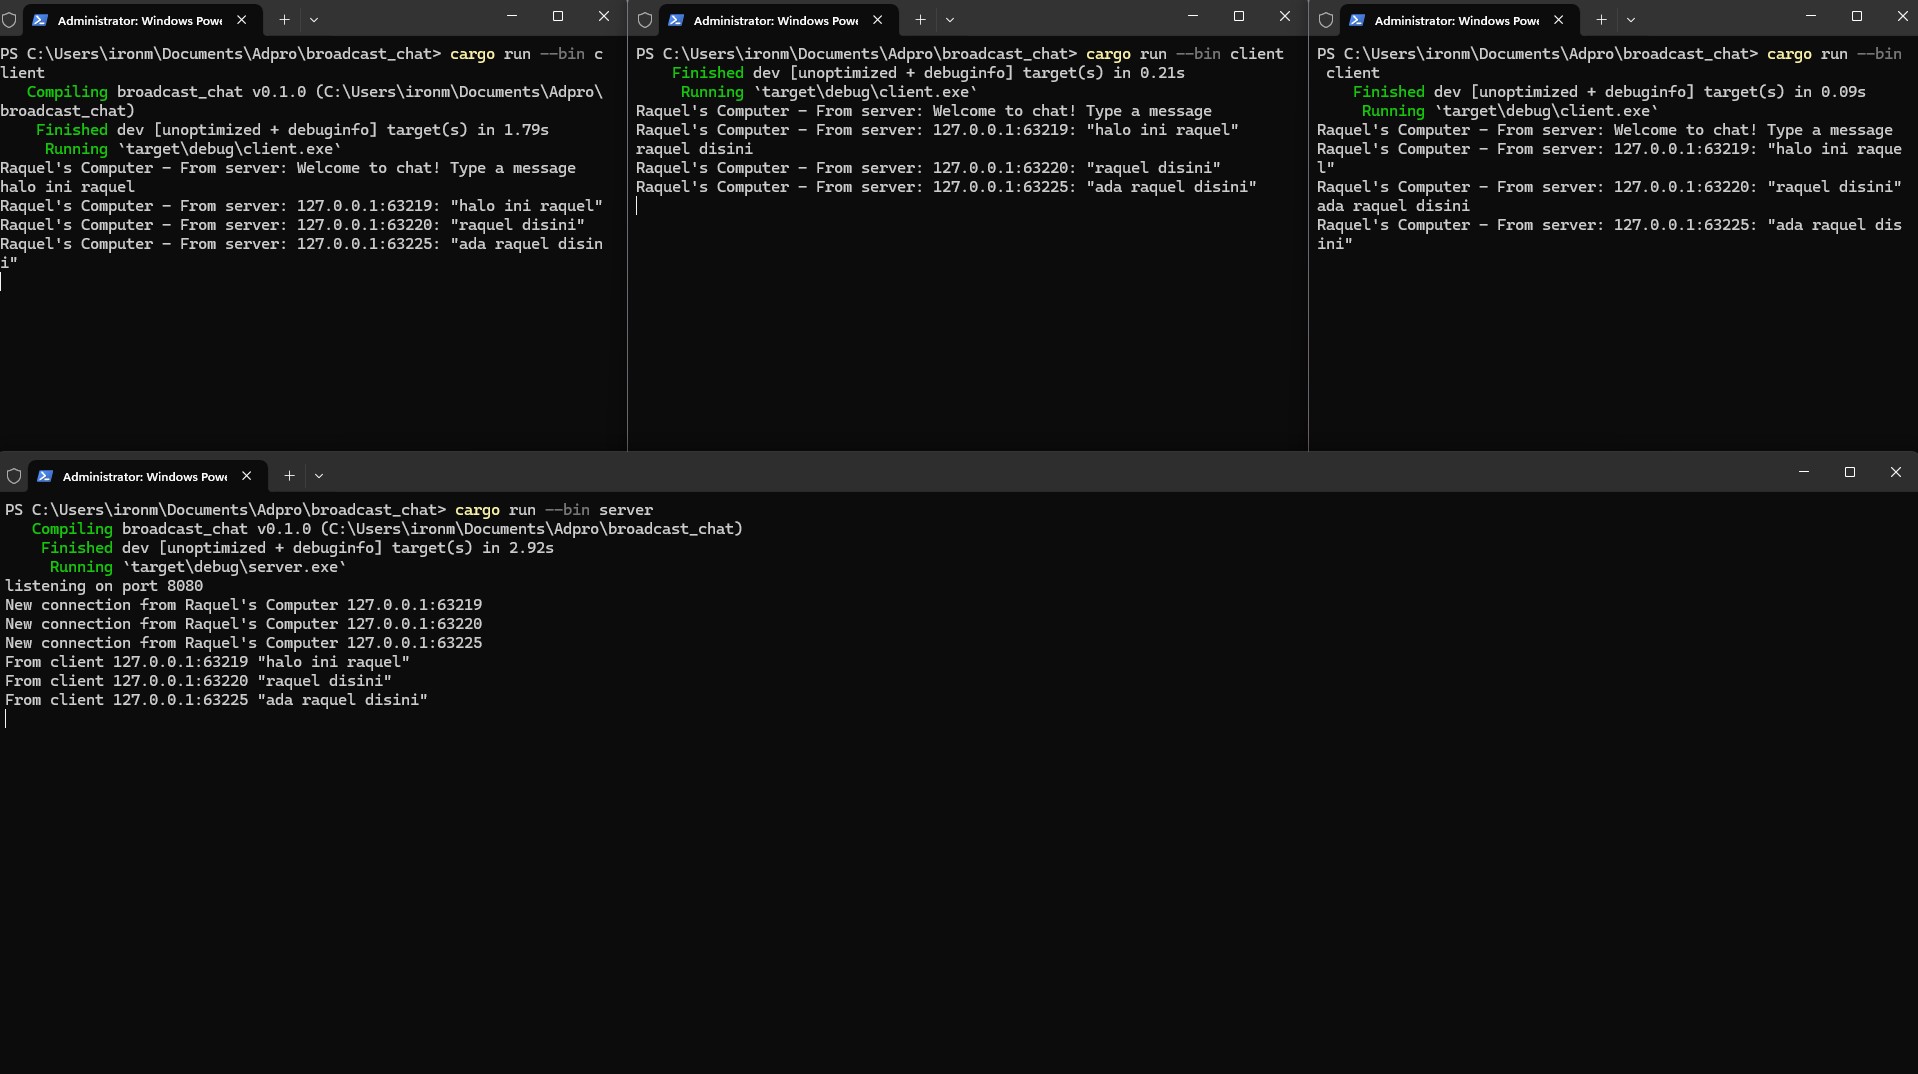 Administrator: Windows Powe
PS C:\Users\ironm\Documents\Adpro\broadcast_chat> cargo run --bin c
lient
Compiling broadcast_chat v0.1.0 (C:\Users\ironm\Documents\Adpro\
broadcast_chat)
Finished dev [unoptimized + debuginfo] target(s) in 1.79s
Running `target\debug\client.exe`
Raquel's Computer - From server: Welcome to chat! Type a message
halo ini raquel
Raquel's Computer - From server: 127.0.0.1:63219: "halo ini raquel"
Raquel's Computer - From server: 127.0.0.1:63220: "raquel disini"
Raquel's Computer - From server: 127.0.0.1:63225: "ada raquel disin
i"
Administrator: Windows Powe
PS C:\Users\ironm\Documents\Adpro\broadcast_chat> cargo run --bin client
Finished dev [unoptimized + debuginfo] target(s) in 0.21s
Running `target\debug\client.exe`
Raquel's Computer - From server: Welcome to chat! Type a message
Raquel's Computer - From server: 127.0.0.1:63219: "halo ini raquel"
raquel disini
Raquel's Computer - From server: 127.0.0.1:63220: "raquel disini"
Raquel's Computer - From server: 127.0.0.1:63225: "ada raquel disini"
Administrator: Windows Powe
PS C:\Users\ironm\Documents\Adpro\broadcast_chat> cargo run --bin
client
Finished dev [unoptimized + debuginfo] target(s) in 0.09s
Running `target\debug\client.exe`
Raquel's Computer - From server: Welcome to chat! Type a message
Raquel's Computer - From server: 127.0.0.1:63219: "halo ini raque
l"
Raquel's Computer - From server: 127.0.0.1:63220: "raquel disini"
ada raquel disini
Raquel's Computer - From server: 127.0.0.1:63225: "ada raquel dis
ini"
Administrator: Windows Powe
PS C:\Users\ironm\Documents\Adpro\broadcast_chat> cargo run --bin server
Compiling broadcast_chat v0.1.0 (C:\Users\ironm\Documents\Adpro\broadcast_chat)
Finished dev [unoptimized + debuginfo] target(s) in 2.92s
Running `target\debug\server.exe`
listening on port 8080
New connection from Raquel's Computer 127.0.0.1:63219
New connection from Raquel's Computer 127.0.0.1:63220
New connection from Raquel's Computer 127.0.0.1:63225
From client 127.0.0.1:63219 "halo ini raquel"
From client 127.0.0.1:63220 "raquel disini"
From client 127.0.0.1:63225 "ada raquel disini"